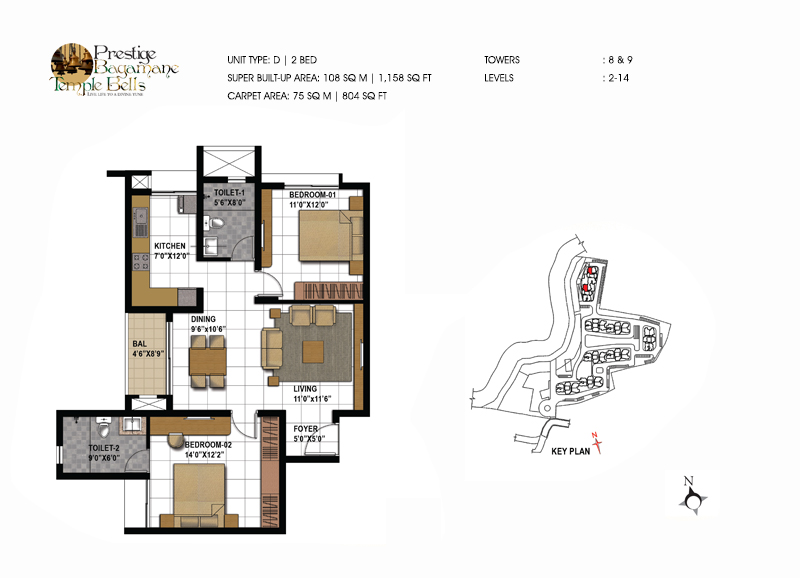 Prestige
Bagamane
Temple Bells
LIVE LIFE TO A DIVINE TUNE
UNIT TYPE: D | 2 BED
SUPER BUILT-UP AREA: 108 SQ M | 1,158 SQ FT
CARPET AREA: 75 SQ M | 804 SQ FT
TOWERS : 8 & 9
LEVELS : 2-14
TOILET-1
5'6"X8'0"
BEDROOM-01
11'0"X12'0"
KITCHEN
7'0"X12'0"
DINING
9'6"x10'6"
BAL
4'6"X8'9"
LIVING
11'0"x11'6"
FOYER
5'0"X5'0"
TOILET-2
9'0"X6'0"
BEDROOM-02
14'0"X12'2"
N
KEY PLAN
N